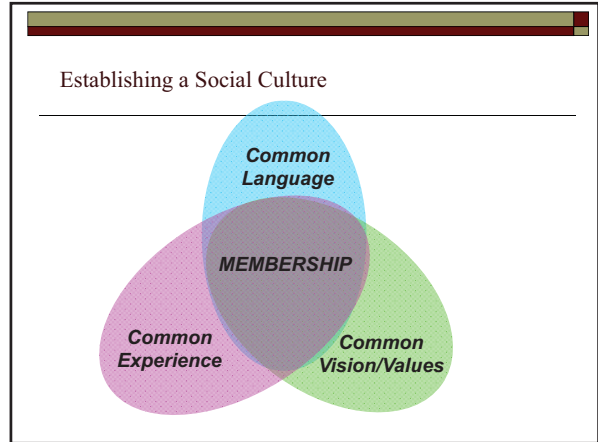 Establishing a Social Culture
Common
Language
MEMBERSHIP
Common
Experience
Common
Vision/Values